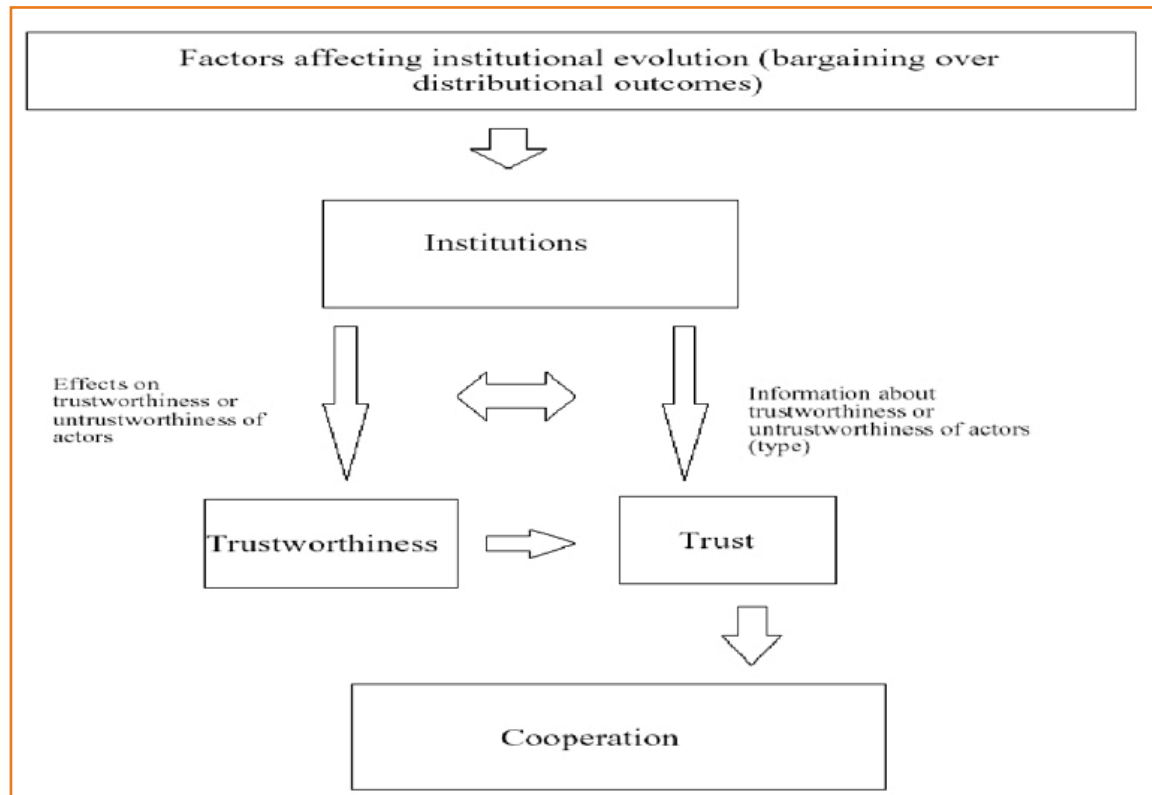 Factors affecting institutional evolution (bargaining over
distributional outcomes)
Institutions
Effects on
trustworthiness or
untrustworthiness of
actors
Information about
trustworthiness or
untrustworthiness of actors
(type)
Trustworthiness
Trust
Cooperation